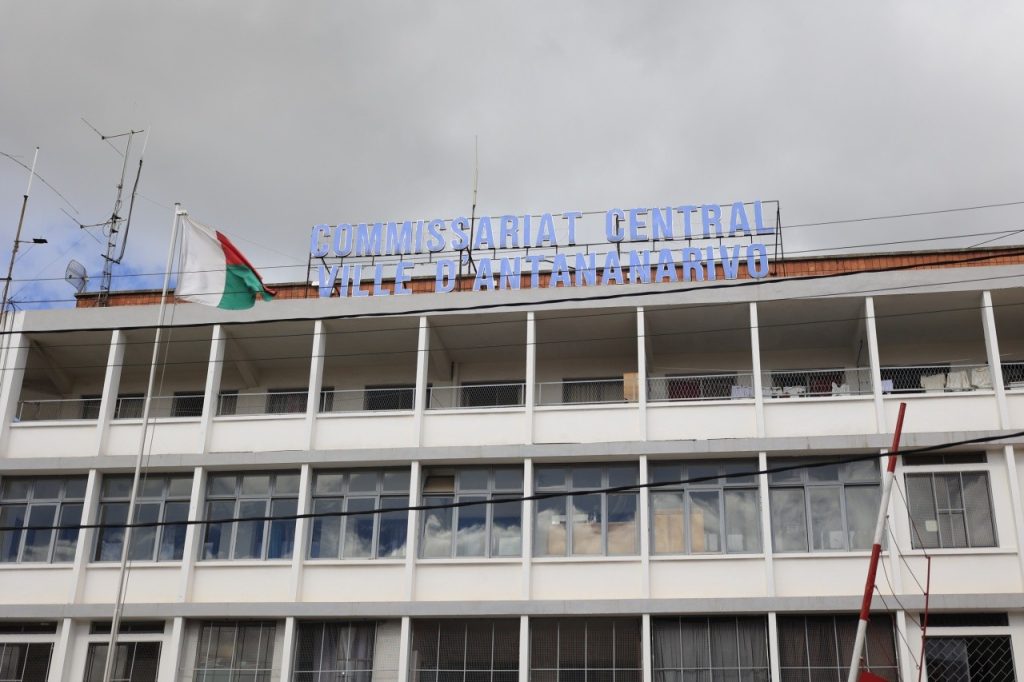 COMMISSARIAT CENTRAL
VILLE D'ANTANANARIVO